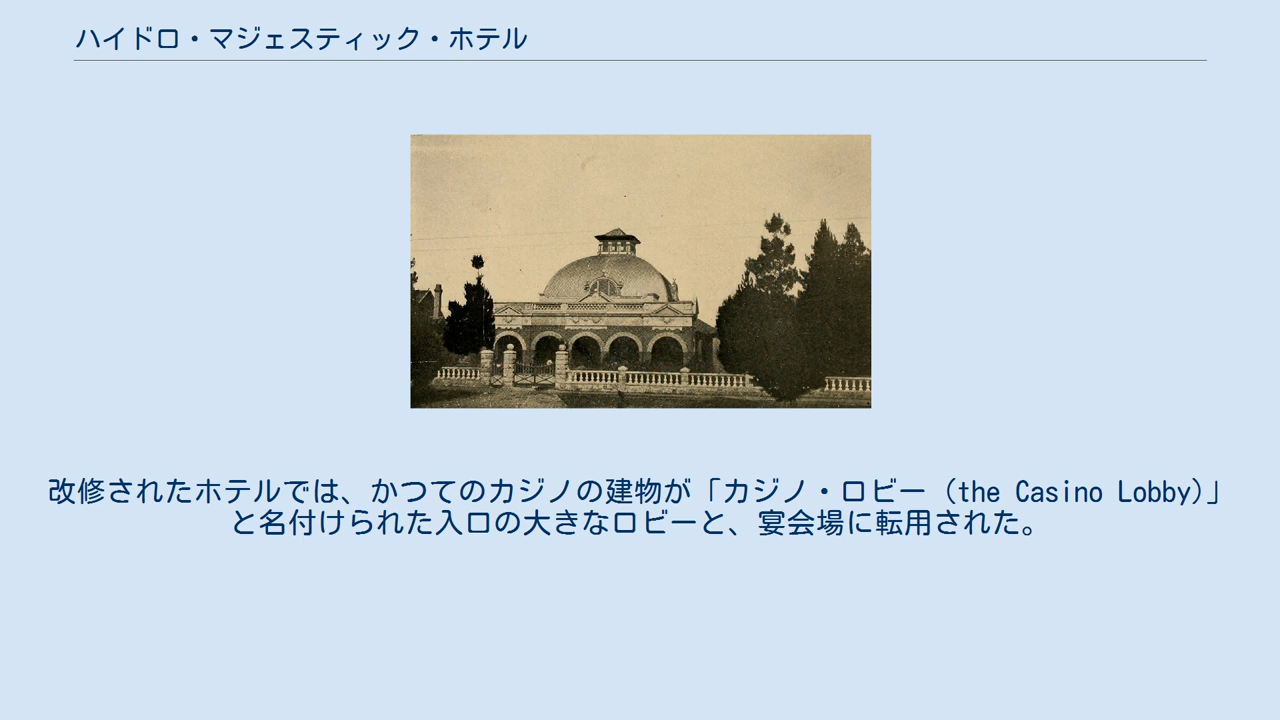 ハイドロ・マジェスティック・ホテル
改修されたホテルでは、かつてのカジノの建物が「カジノ・ロビー (the Casino Lobby)」
と名付けられた入口の大きなロビーと、宴会場に転用された。